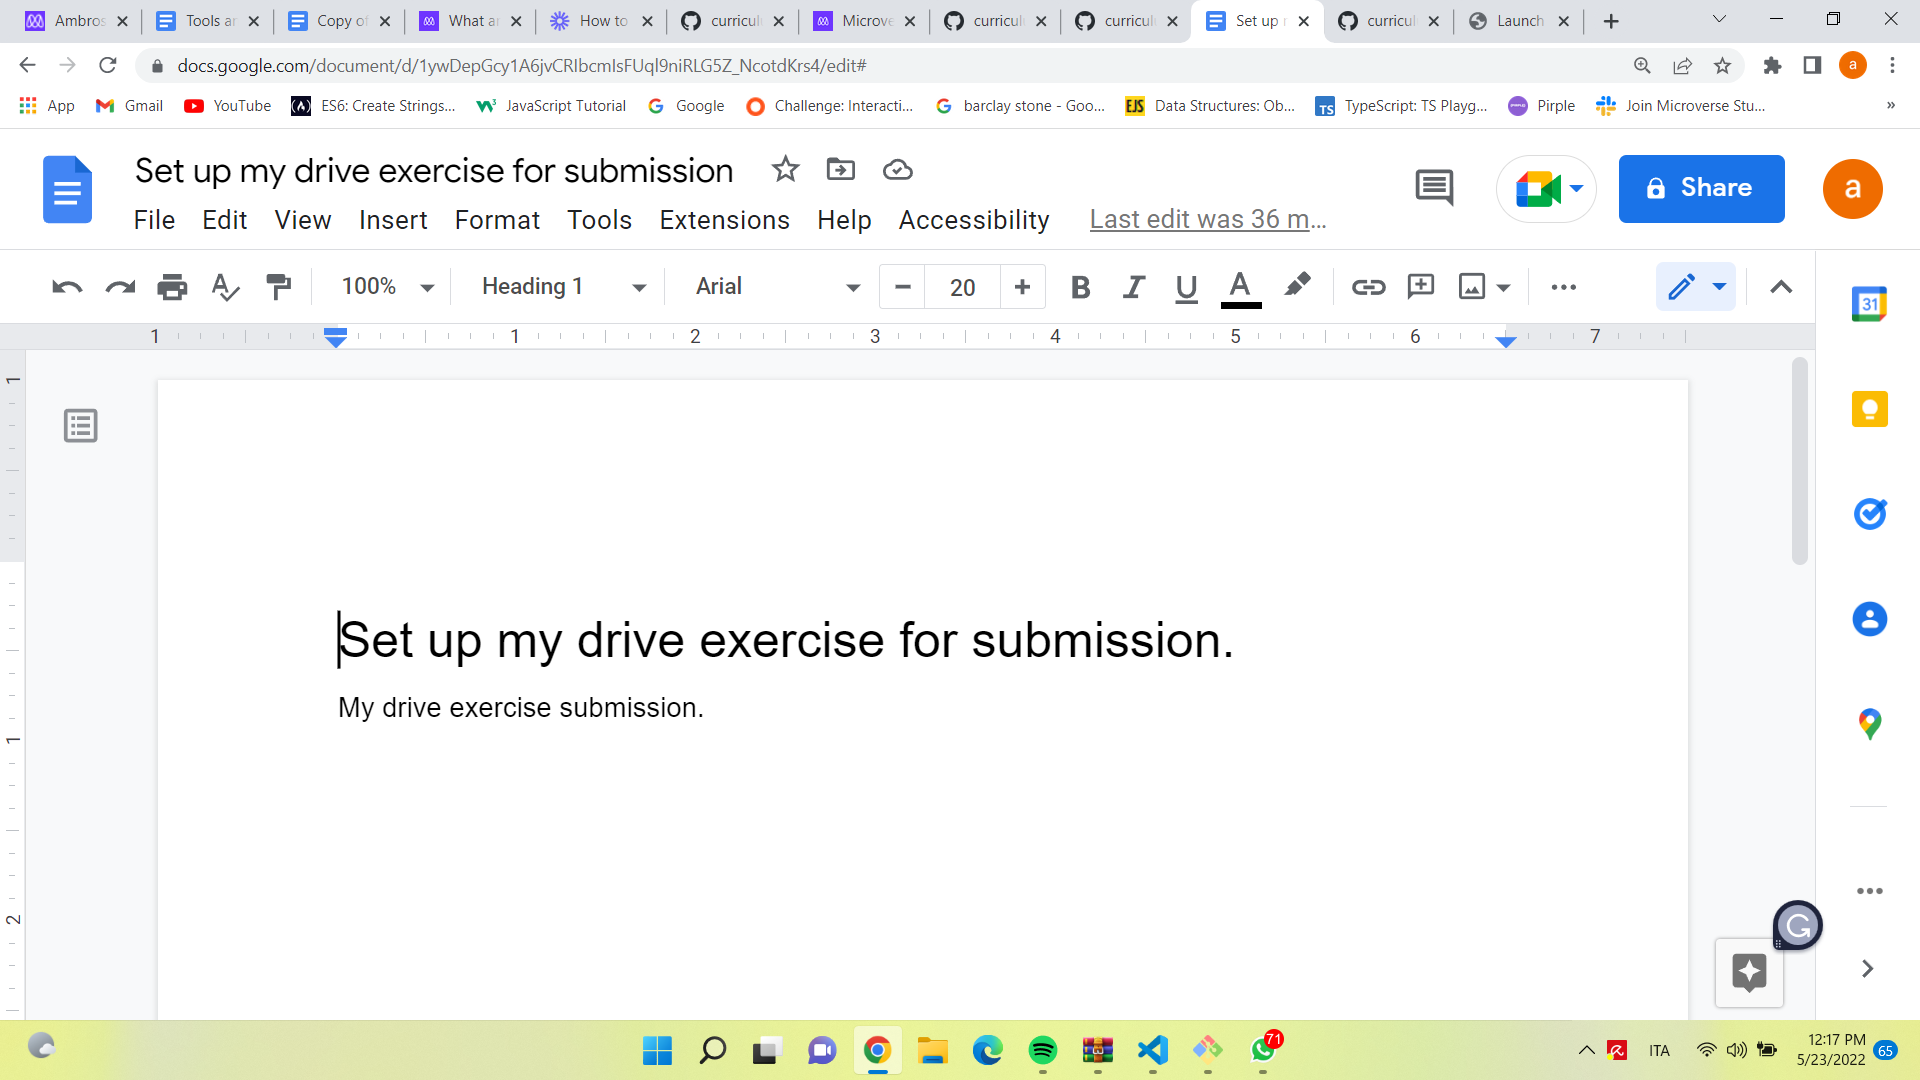 Ambros Tools a Copy of What a How to curricul Microve curricul curricul Set up curricul Launch
docs.google.com/document/d/1ywDepGcy1A6jvCRIbcmIsFUql9niRLG5Z_NcotdKrs4/edit# a
App Gmail YouTube ES6: Create Strings... JavaScript Tutorial Google Challenge: Interacti... barclay stone - Goo... Data Structures: Ob... TypeScript: TS Playg... Pirple Join Microverse Stu... »
Set up my drive exercise for submission
Share a
File Edit View Insert Format Tools Extensions Help Accessibility Last edit was 36 m...
100% Heading 1 Arial 20 B I U A
31
1 1 2 3 4 5 6 7
1
Set up my drive exercise for submission.
My drive exercise submission.
1
2
71
ITA
12:17 PM
5/23/2022 65